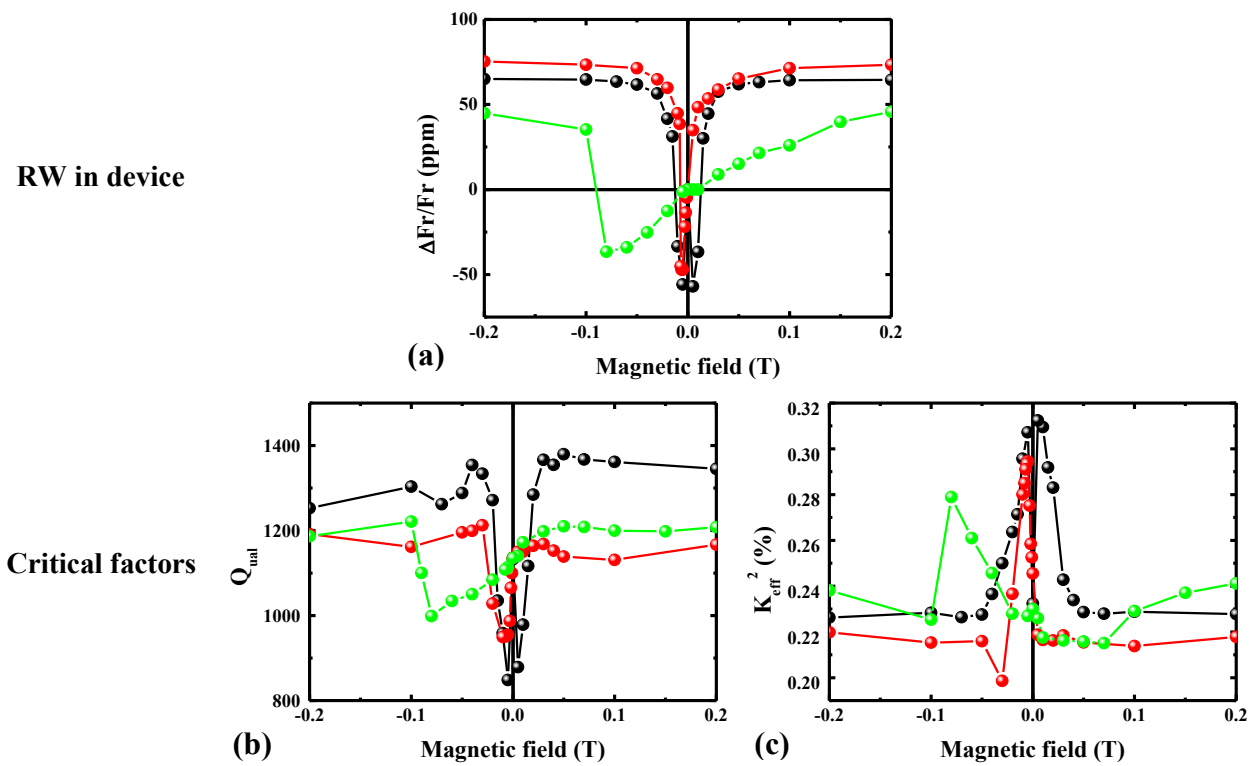 RW in device
ΔFr/Fr (ppm)
100
50
0
-50
-0.2 -0.1 0.0 0.1 0.2
(a)
Magnetic field (T)
Critical factors
Q_ual
1400
1200
1000
800
-0.2 -0.1 0.0 0.1 0.2
(b)
Magnetic field (T)
K_eff^2 (%)
0.32
0.30
0.28
0.26
0.24
0.22
0.20
-0.2 -0.1 0.0 0.1 0.2
(c)
Magnetic field (T)